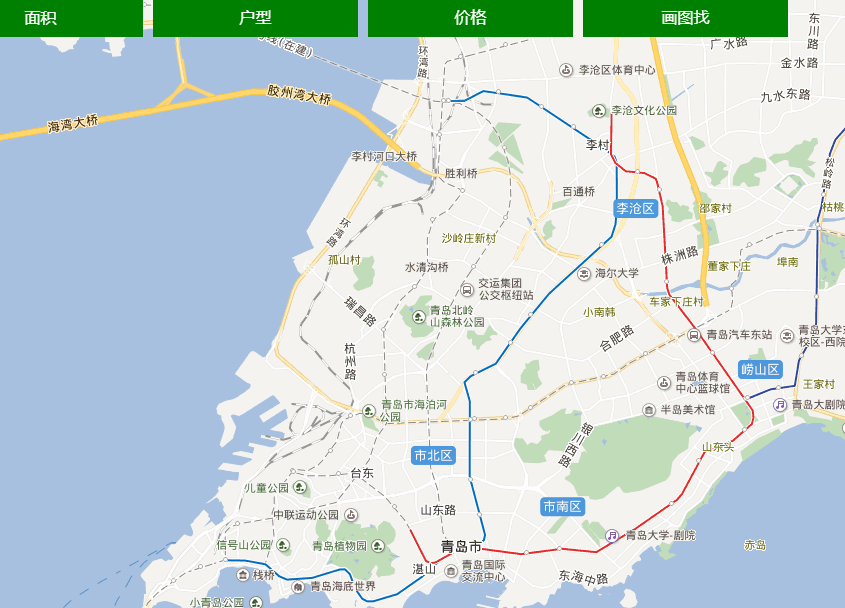 面积
户型
价格
画图找
线(在建)
环湾路
东川路
广水路
金水路
李沧区体育中心
九水东路
胶州湾大桥
海湾大桥
李沧文化公园
李村
李村河口大桥
胜利桥
松岭路
百通桥
李沧区
邵家村
枯桃
环湾路
沙岭庄新村
株洲路
孤山村
水清沟桥
董家下庄
埠南
海尔大学
交运集团
公交枢纽站
瑞昌路
青岛北岭
山森林公园
小南韩
车家下庄村
合肥路
青岛汽车东站
青岛大学东
校区-西院
杭州路
崂山区
青岛体育
中心篮球馆
王家村
青岛市海泊河
公园
半岛美术馆
青岛大剧院
银川西路
山东头
市北区
台东
儿童公园
山东路
市南区
中联运动公园
青岛大学-剧院
信号山公园
青岛植物园
青岛市
赤岛
栈桥
湛山
青岛国际
交流中心
东海中路
青岛海底世界
小青岛公园